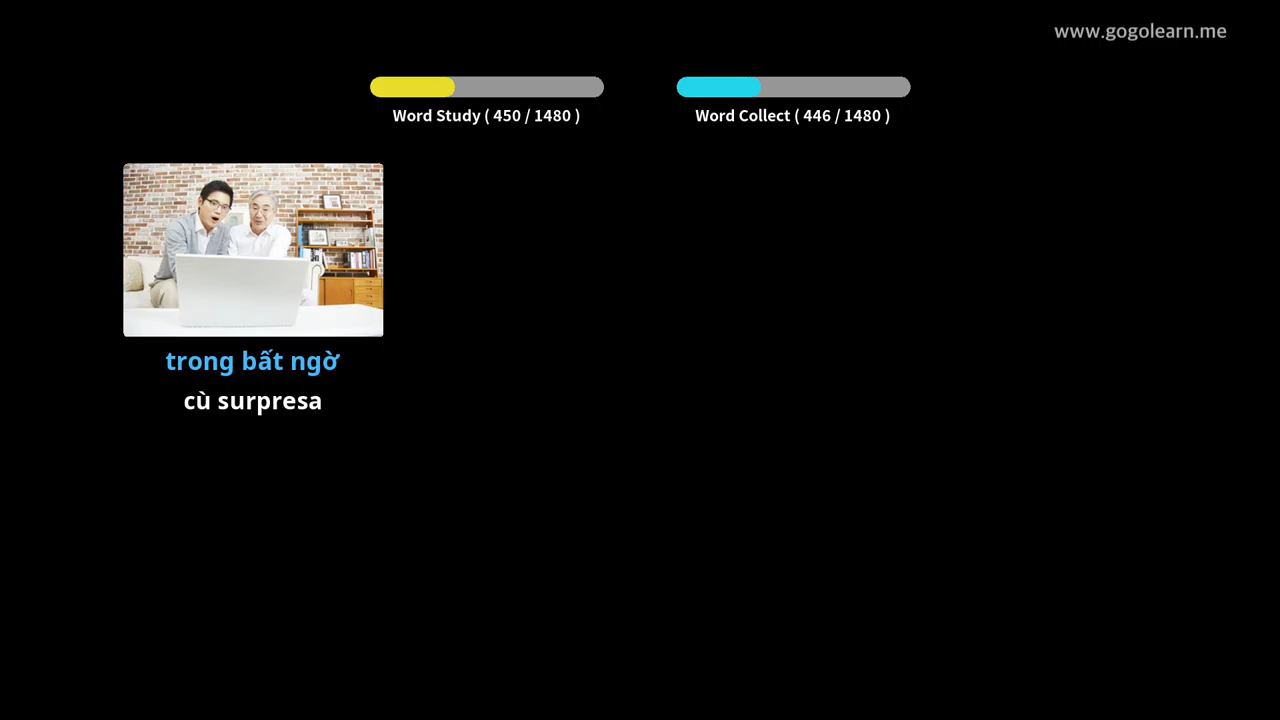 www.gogolearn.me
Word Study ( 450 / 1480 )
Word Collect ( 446 / 1480 )
trong bất ngờ
cù surpresa